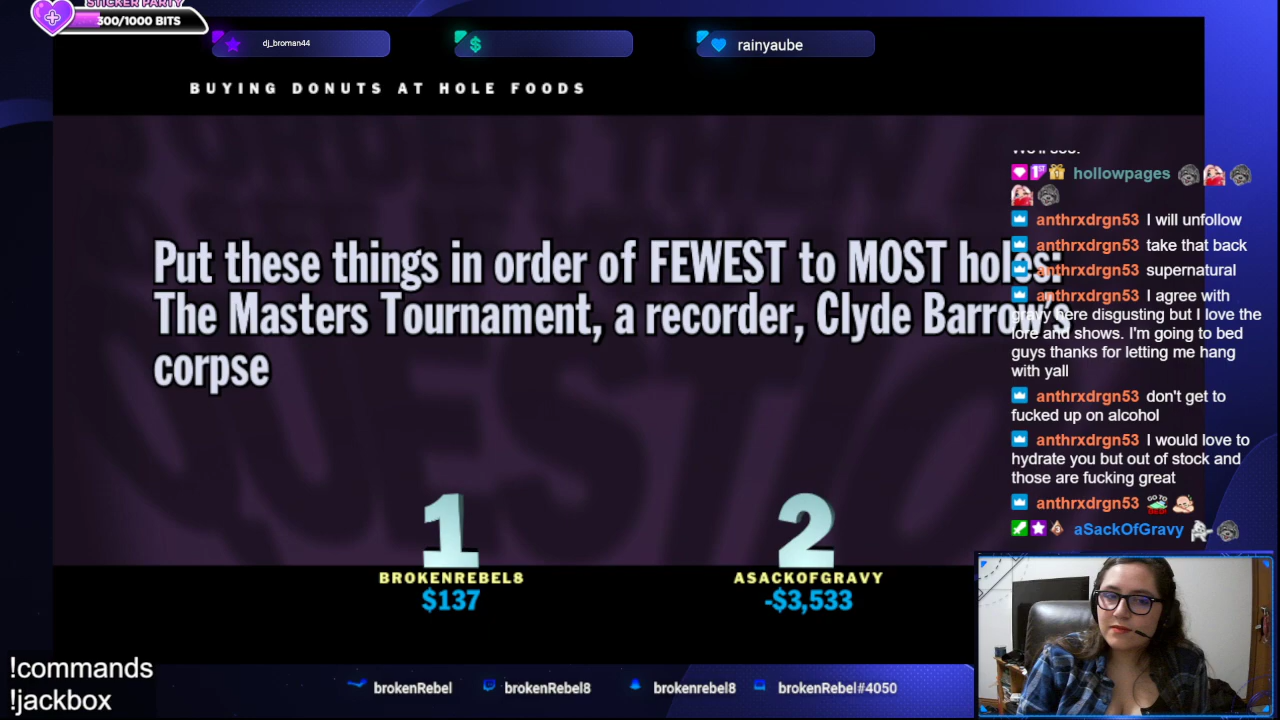 STICKER PARTY
300/1000 BITS
dj_broman44
rainyaube
BUYING DONUTS AT HOLE FOODS
Put these things in order of FEWEST to MOST holes:
The Masters Tournament, a recorder, Clyde Barrow's
corpse
1
BROKENREBEL8
$137
2
ASACKOFGRAVY
-$3,533
We'll see.
hollowpages
anthrxdrgn53 I will unfollow
anthrxdrgn53 take that back
anthrxdrgn53 supernatural
anthrxdrgn53 I agree with
gravy here disgusting but I love the
lore and shows. I'm going to bed
guys thanks for letting me hang
with yall
anthrxdrgn53 don't get to
fucked up on alcohol
anthrxdrgn53 I would love to
hydrate you but out of stock and
those are fucking great
anthrxdrgn53
aSackOfGravy
!commands
!jackbox
brokenRebel
brokenRebel8
brokenrebel8
brokenRebel#4050